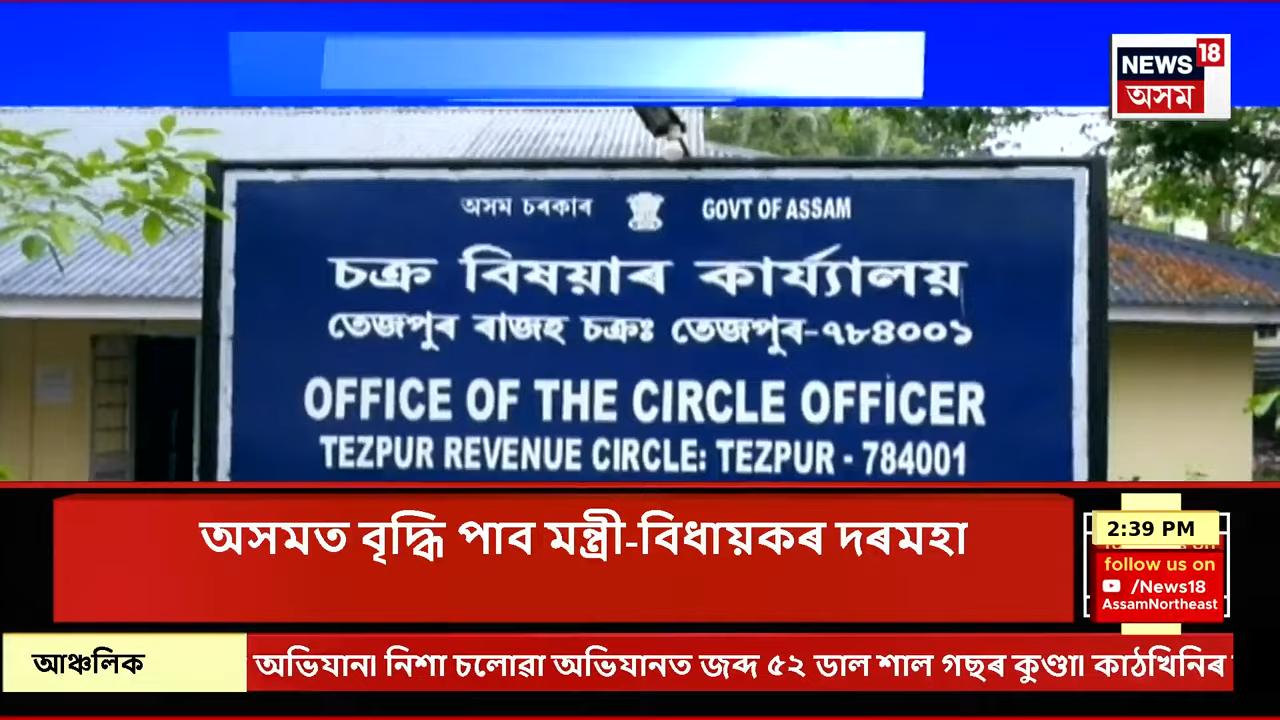 NEWS 18
অসম
অসম চৰকাৰ GOVT OF ASSAM
চক্ৰ বিষয়াৰ কাৰ্য্যালয়
তেজপুৰ ৰাজহ চক্ৰঃ তেজপুৰ-৭৮৪০০১
OFFICE OF THE CIRCLE OFFICER
TEZPUR REVENUE CIRCLE: TEZPUR - 784001
অসমত বৃদ্ধি পাব মন্ত্ৰী-বিধায়কৰ দৰমহা
2:39 PM
follow us on
/News18
AssamNortheast
আঞ্চলিক
অভিযান। নিশা চলোৱা অভিযানত জব্দ ৫২ ডাল শাল গছৰ কুণ্ডা। কাঠখিনিৰ